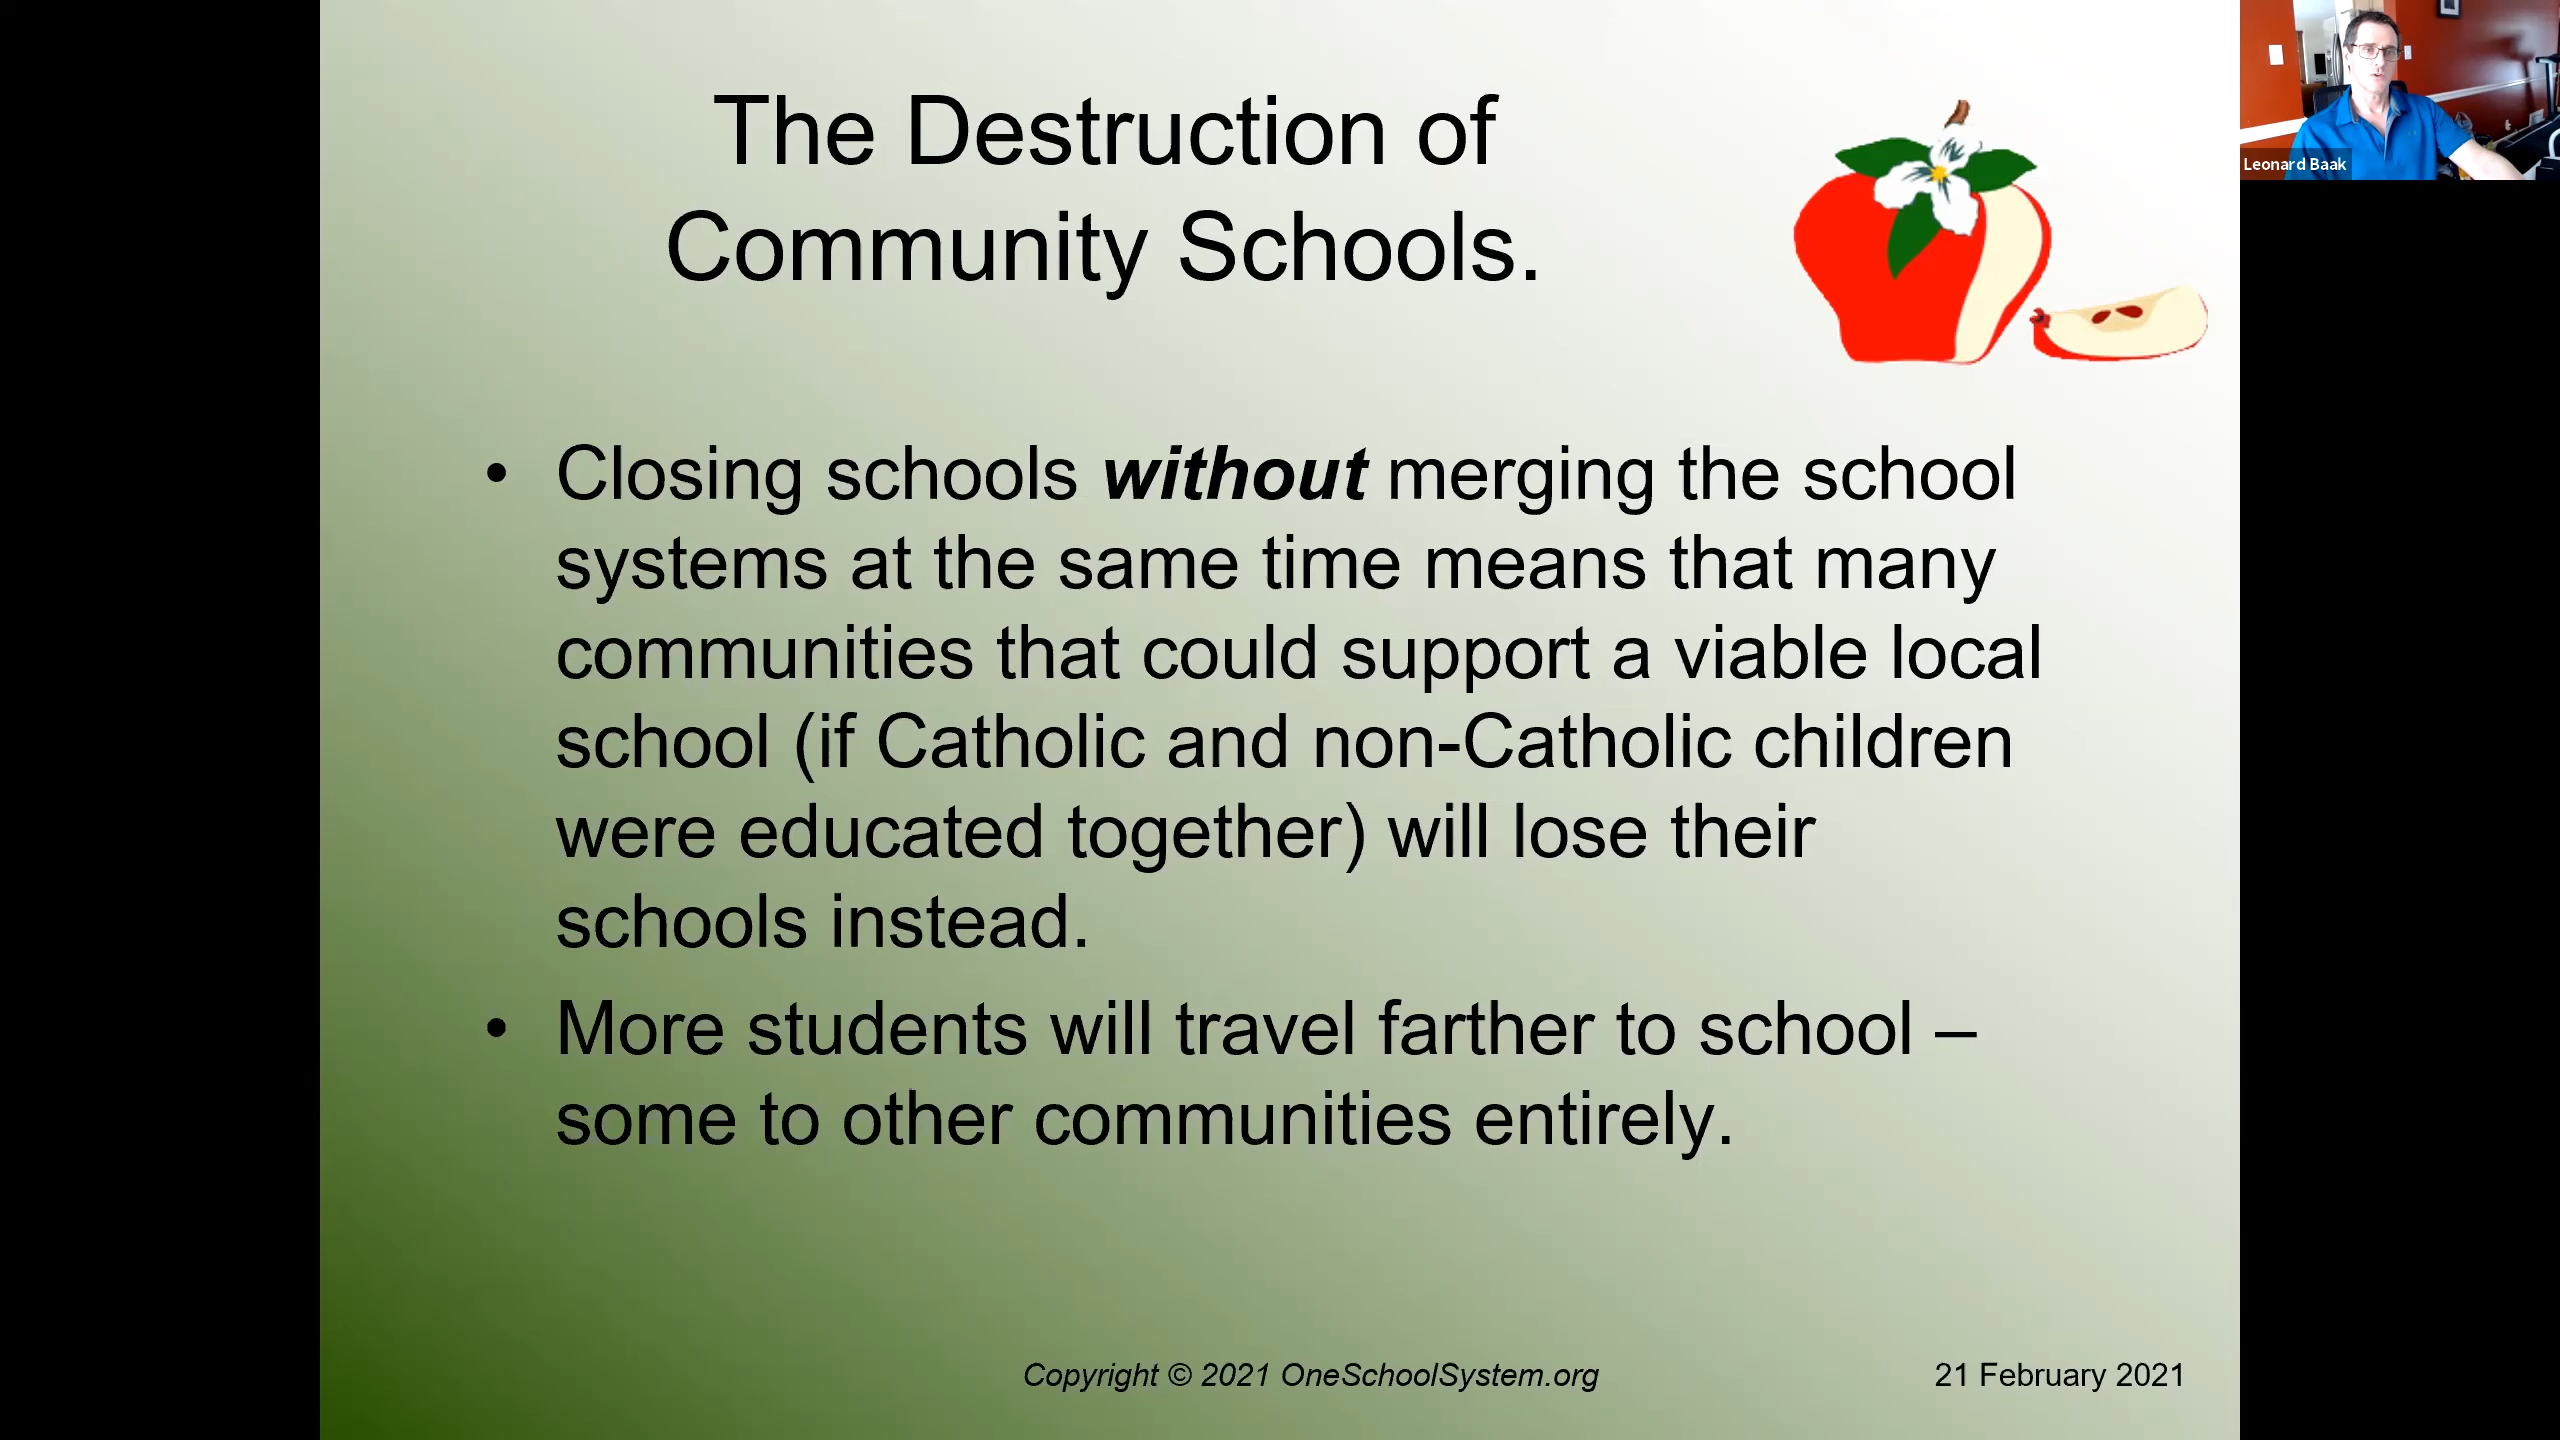 The Destruction of
Community Schools.
Leonard Baak
• Closing schools without merging the school
systems at the same time means that many
communities that could support a viable local
school (if Catholic and non-Catholic children
were educated together) will lose their
schools instead.
• More students will travel farther to school –
some to other communities entirely.
Copyright © 2021 OneSchoolSystem.org
21 February 2021